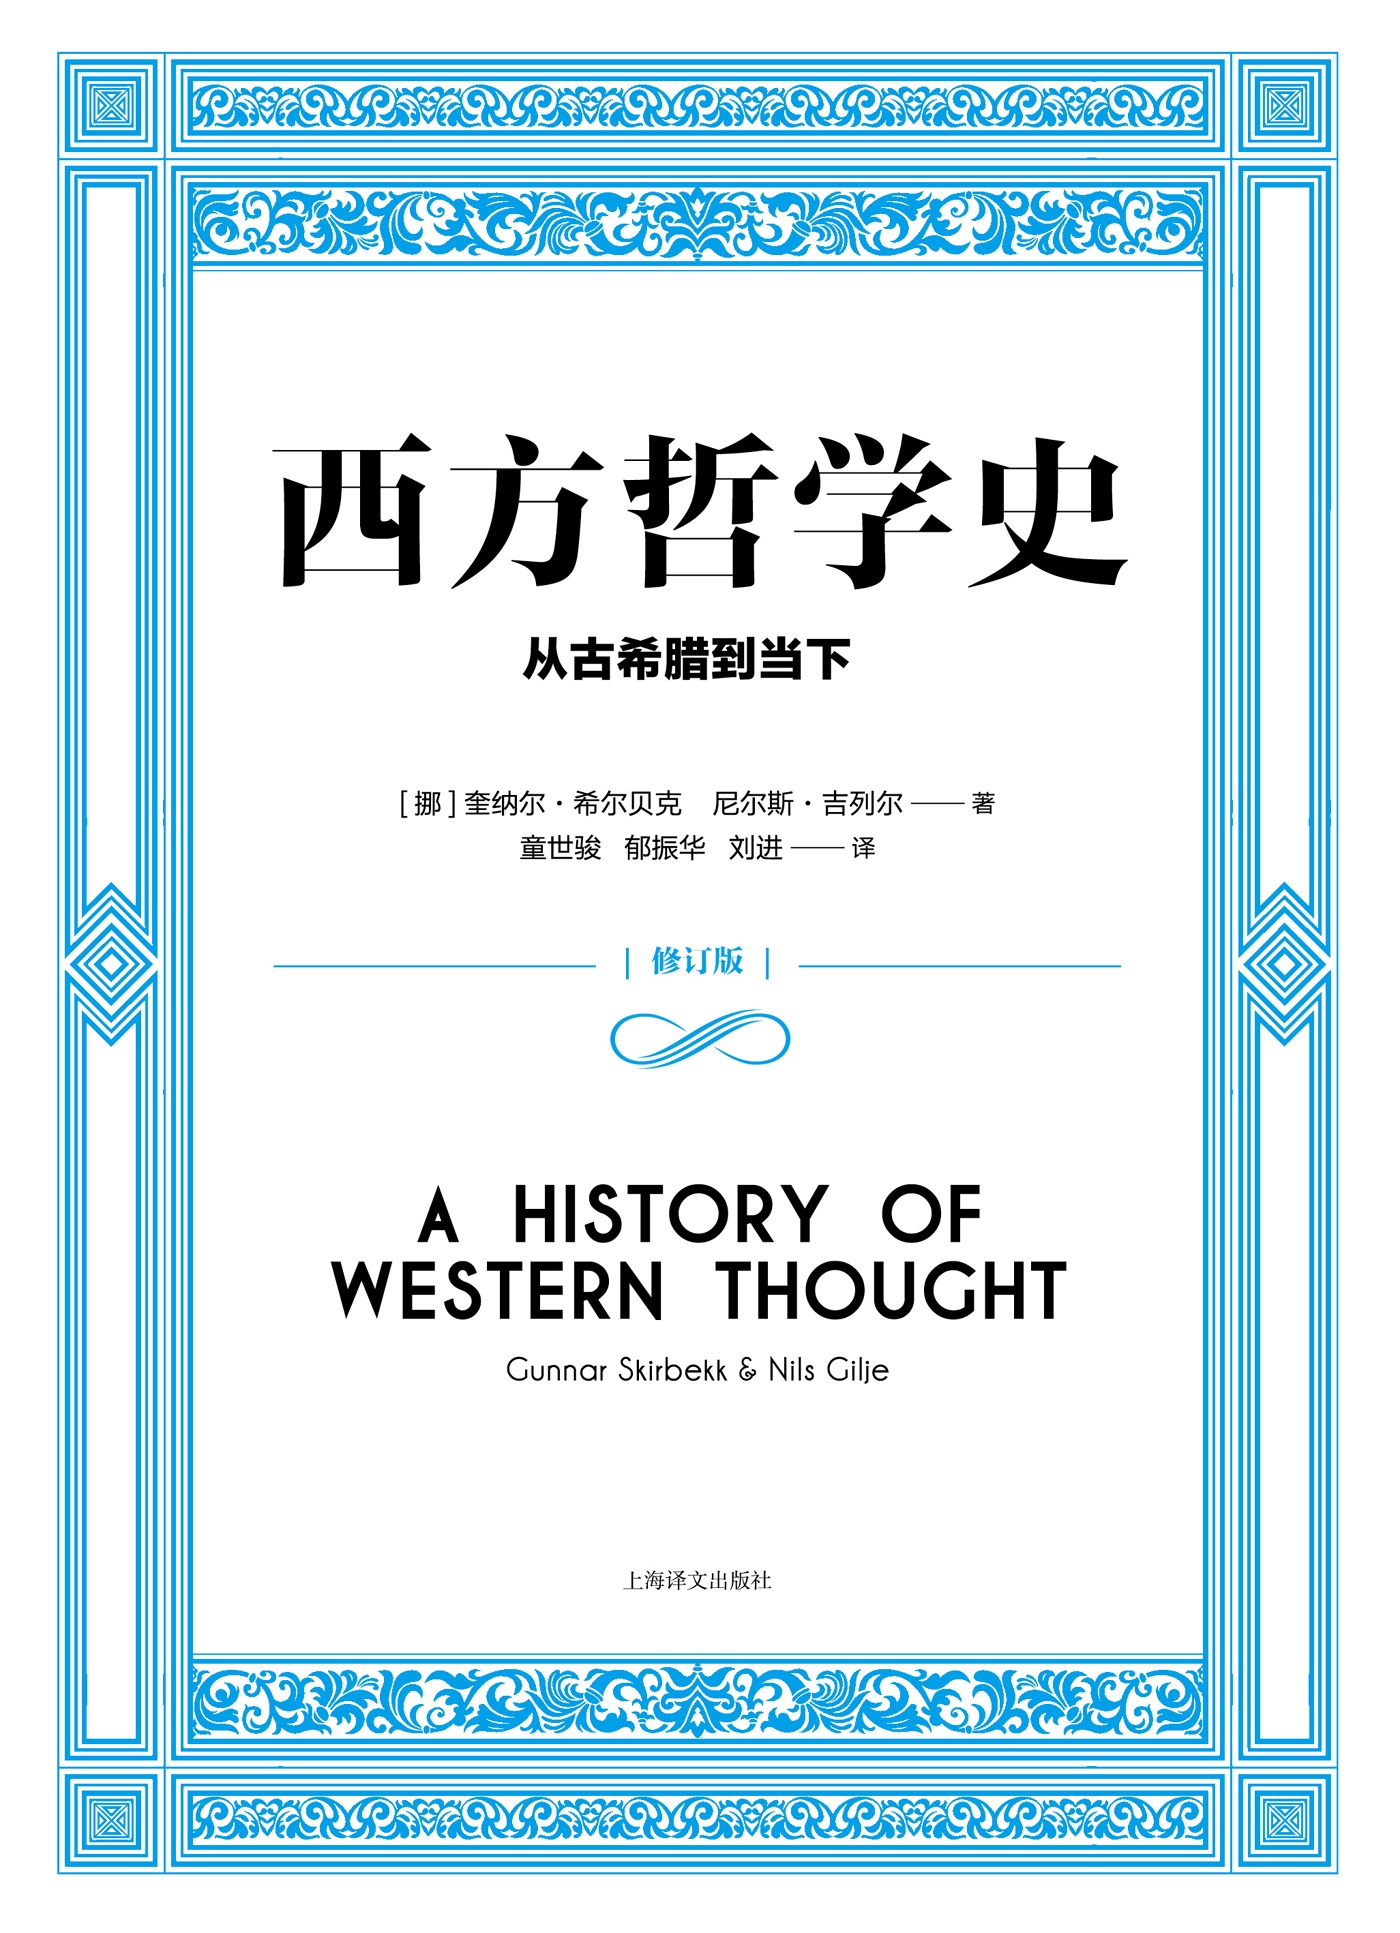 西方哲学史
从古希腊到当下
[挪]奎纳尔·希尔贝克 尼尔斯·吉列尔——著
童世骏 郁振华 刘进——译
|修订版|
A HISTORY OF
WESTERN THOUGHT
Gunnar Skirbekk & Nils Gilje
上海译文出版社